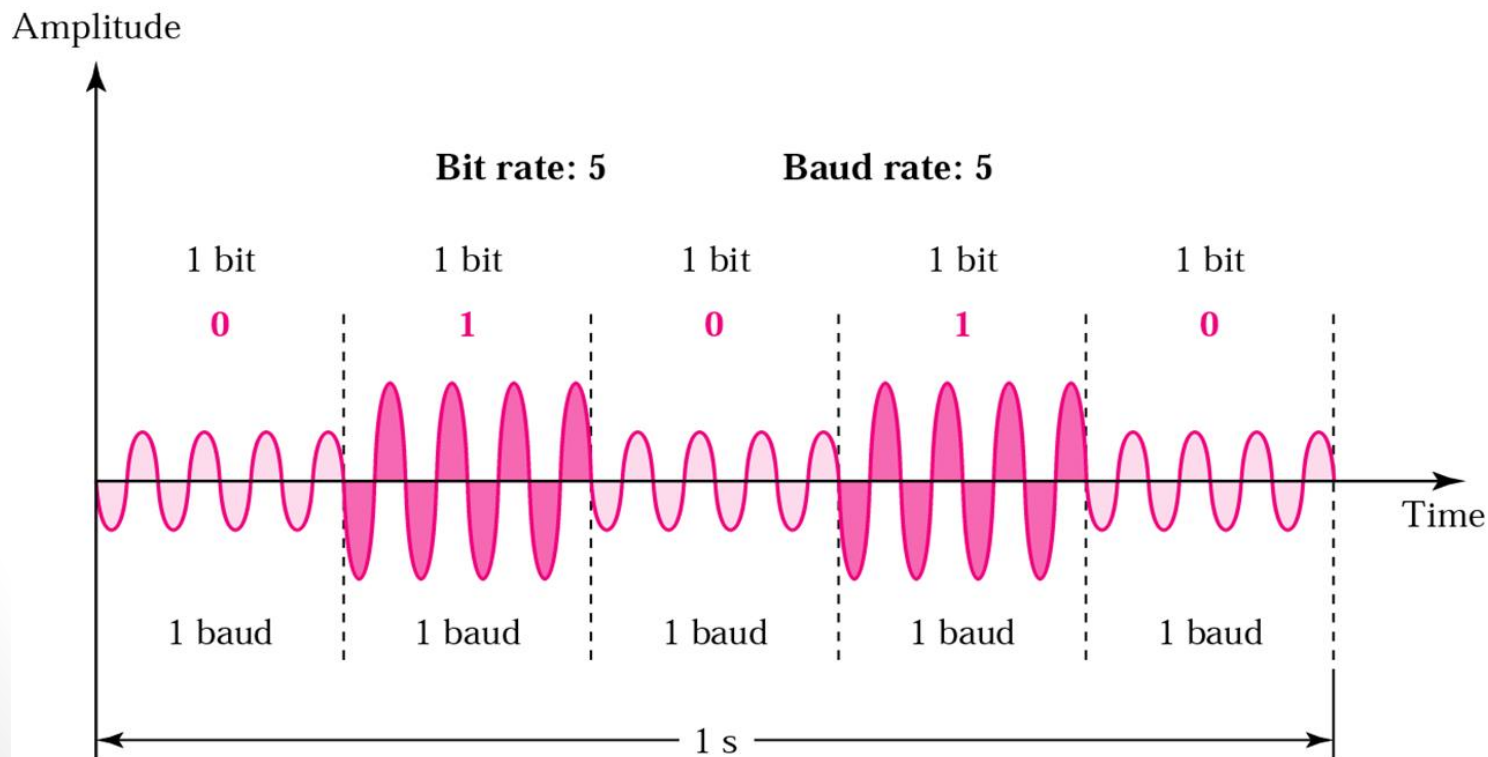 Amplitude
Bit rate: 5 Baud rate: 5
1 bit 1 bit 1 bit 1 bit 1 bit
0 1 0 1 0
Time
1 baud 1 baud 1 baud 1 baud 1 baud
1 s